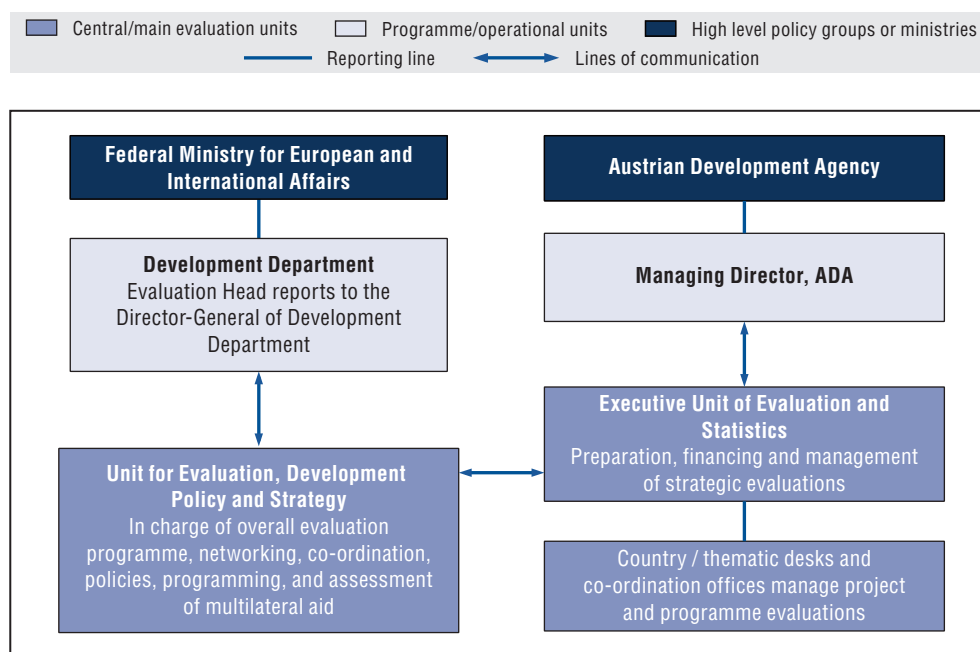 Central/main evaluation units
Programme/operational units
High level policy groups or ministries
Reporting line
Lines of communication
Federal Ministry for European and
International Affairs
Development Department
Evaluation Head reports to the
Director-General of Development
Department
Unit for Evaluation, Development
Policy and Strategy
In charge of overall evaluation
programme, networking, co-ordination,
policies, programming, and assessment
of multilateral aid
Austrian Development Agency
Managing Director, ADA
Executive Unit of Evaluation and
Statistics
Preparation, financing and management
of strategic evaluations
Country / thematic desks and
co-ordination offices manage project
and programme evaluations